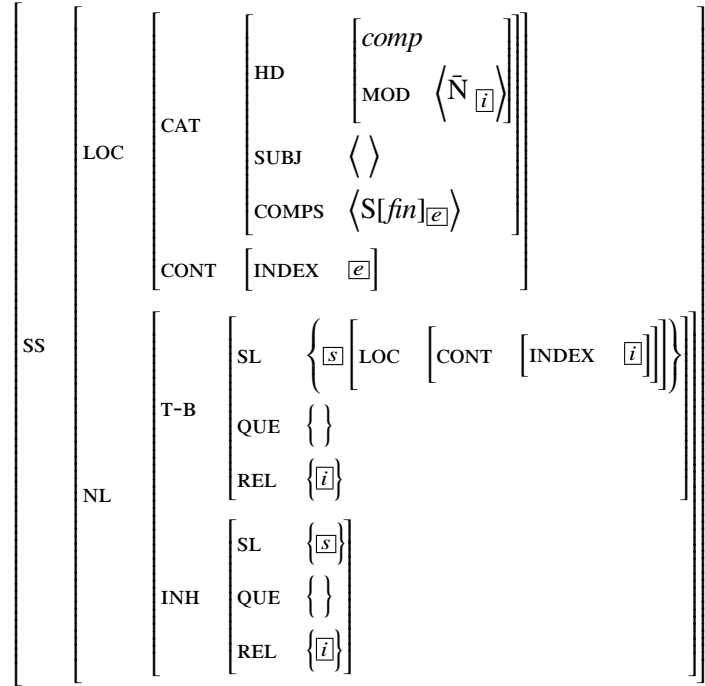 HD [comp
MOD ⟨N̄ [i]⟩]
CAT
LOC SUBJ ⟨ ⟩
COMPS ⟨S[fin][e]⟩
CONT [INDEX [e]]
SS
SL {[s] [LOC [CONT [INDEX [i]]]]}
T-B QUE { }
REL {[i]}
NL
SL {[s]}
INH QUE { }
REL {[i]}